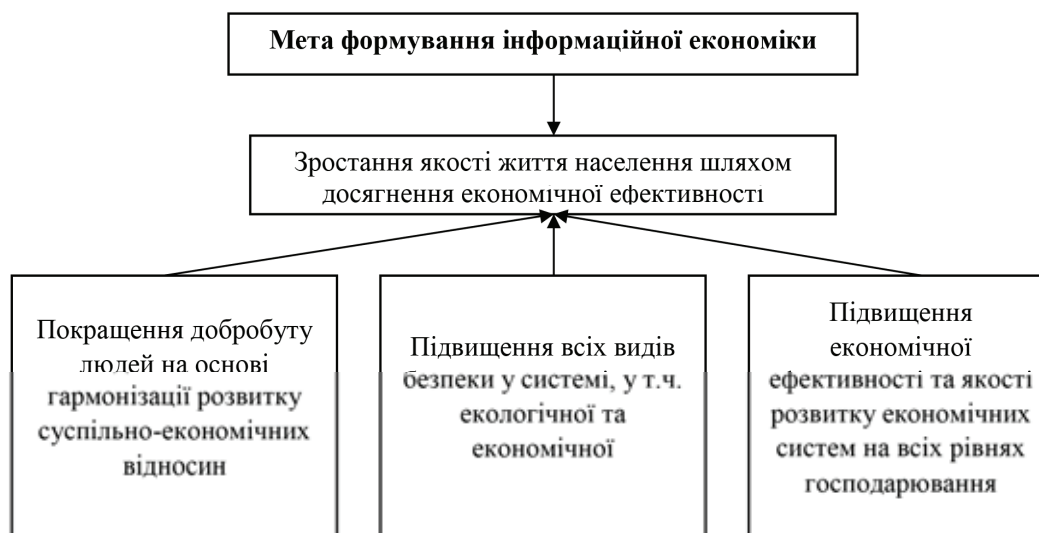 Мета формування інформаційної економіки
Зростання якості життя населення шляхом
досягнення економічної ефективності
Покращення добробуту
людей на основі
гармонізації розвитку
суспільно-економічних
відносин
Підвищення всіх видів
безпеки у системі, у т.ч.
екологічної та
економічної
Підвищення
економічної
ефективності та якості
розвитку економічних
систем на всіх рівнях
господарювання